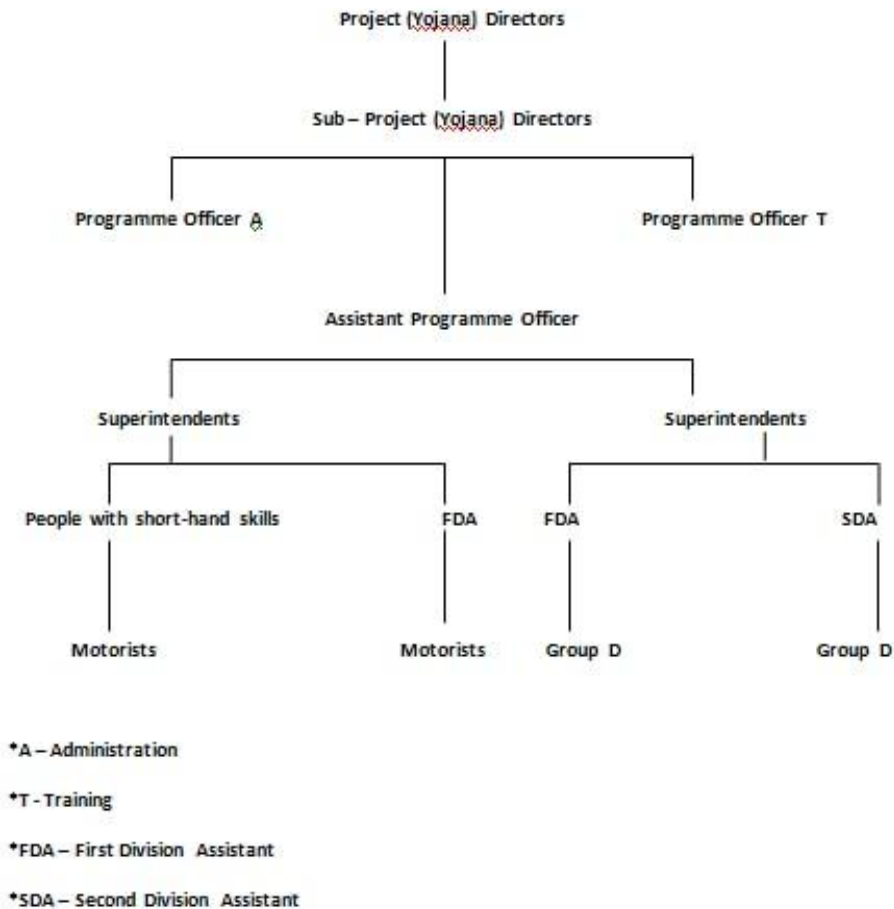 Project (Yojana) Directors
Sub – Project (Yojana) Directors
Programme Officer A
Programme Officer T
Assistant Programme Officer
Superintendents
Superintendents
People with short-hand skills
FDA
FDA
SDA
Motorists
Motorists
Group D
Group D
*A – Administration
*T - Training
*FDA – First Division Assistant
*SDA – Second Division Assistant